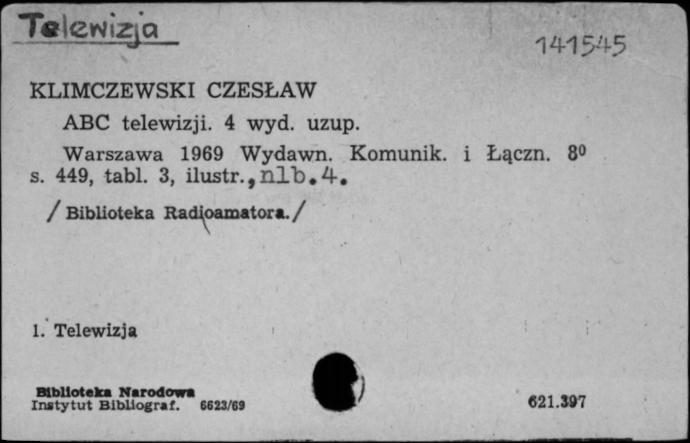 Telewizja
141545
KLIMCZEWSKI CZESŁAW
ABC telewizji. 4 wyd. uzup.
Warszawa 1969 Wydawn. Komunik. i Łączn. 8⁰
s. 449, tabl. 3, ilustr., nlb. 4.
/ Biblioteka Radioamatora. /
1. Telewizja
Biblioteka Narodowa
Instytut Bibliograf. 6623/69
621.397